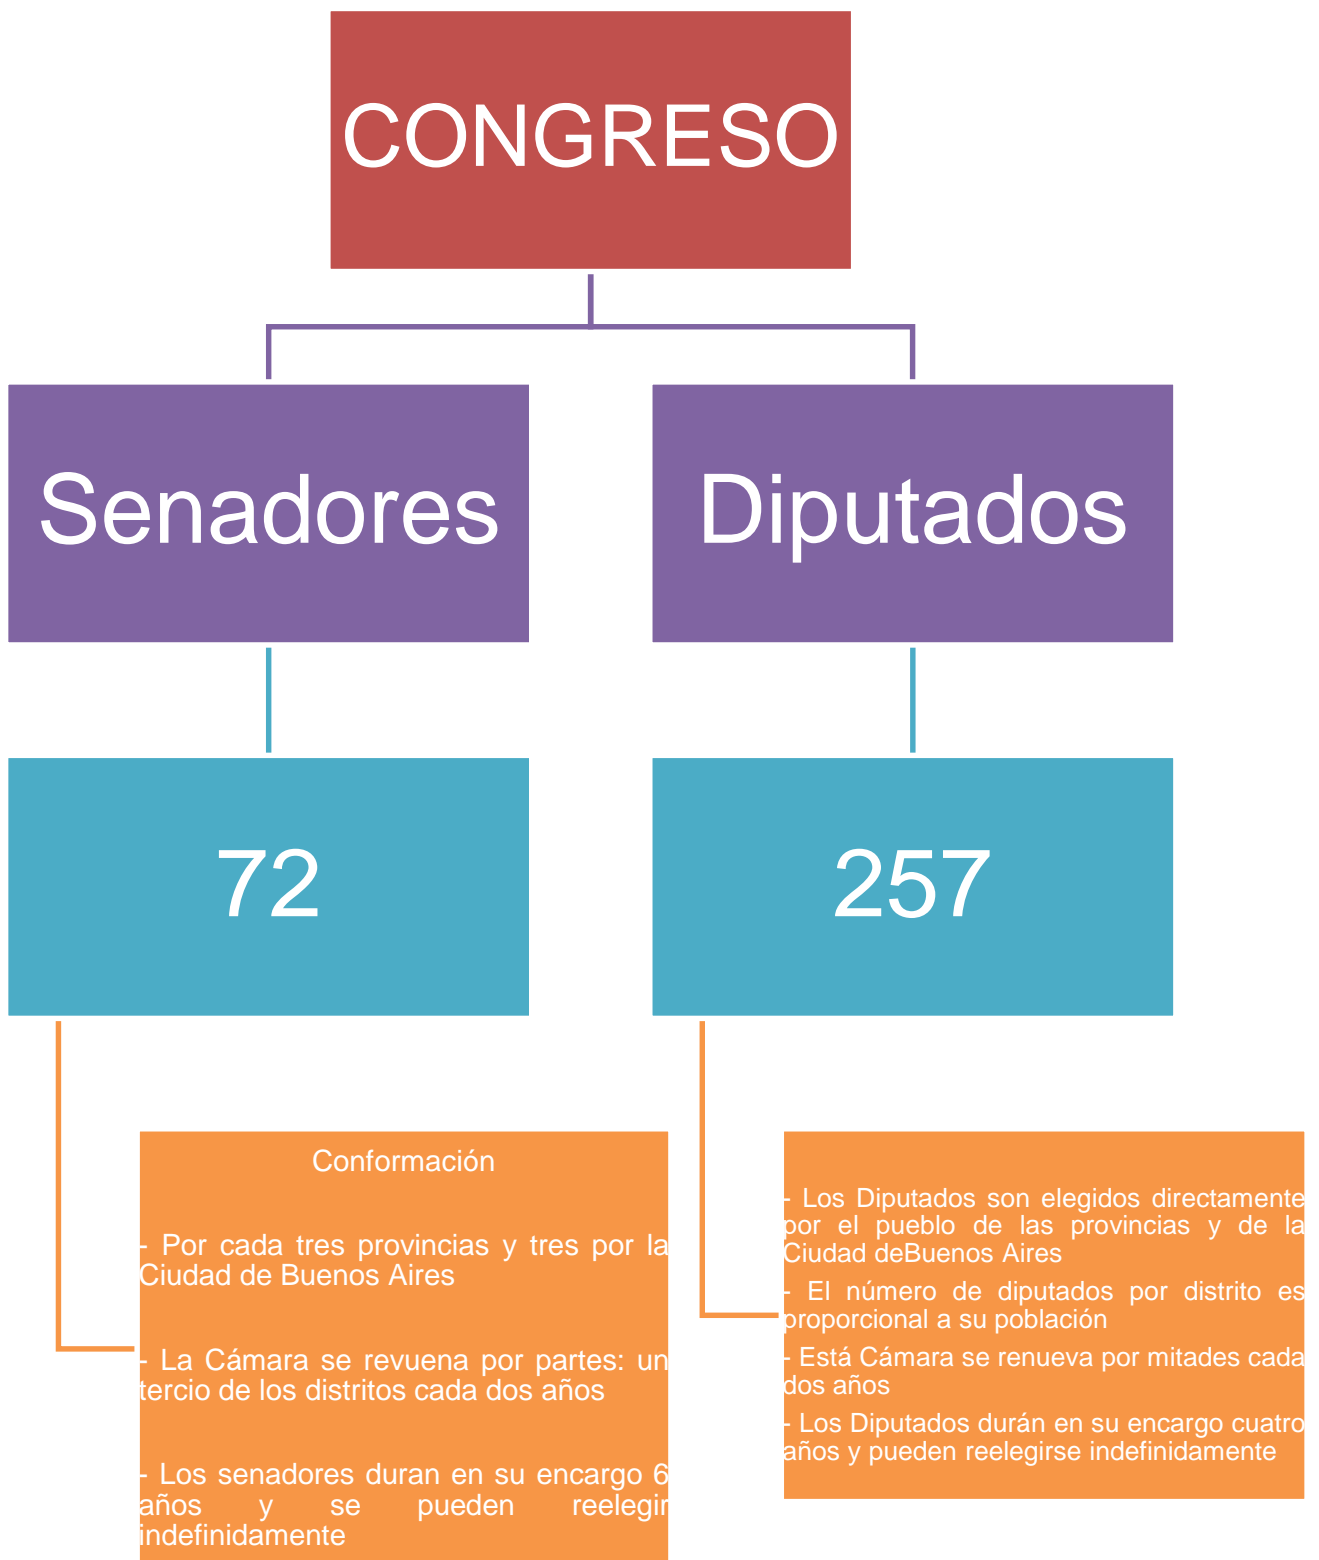 CONGRESO
Senadores
Diputados
72
257
Conformación
- Por cada tres provincias y tres por la
Ciudad de Buenos Aires
- La Cámara se revuena por partes: un
tercio de los distritos cada dos años
- Los senadores duran en su encargo 6
años y se pueden reelegir
indefinidamente
- Los Diputados son elegidos directamente
por el pueblo de las provincias y de la
Ciudad deBuenos Aires
- El número de diputados por distrito es
proporcional a su población
- Está Cámara se renueva por mitades cada
dos años
- Los Diputados durán en su encargo cuatro
años y pueden reelegirse indefinidamente